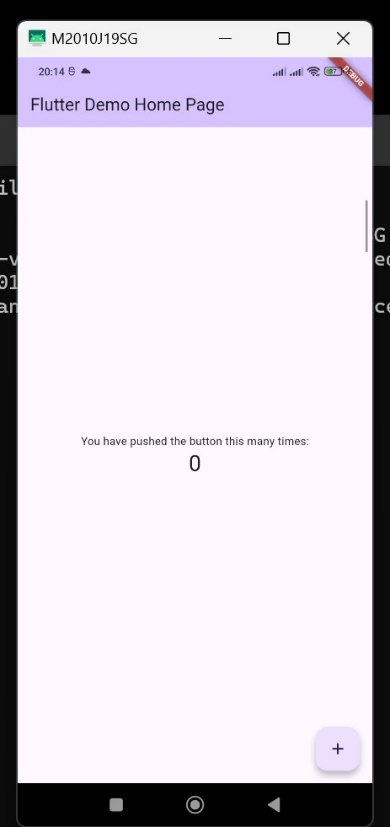 M2010J19SG
20:14
DEBUG
Flutter Demo Home Page
You have pushed the button this many times:
0
+